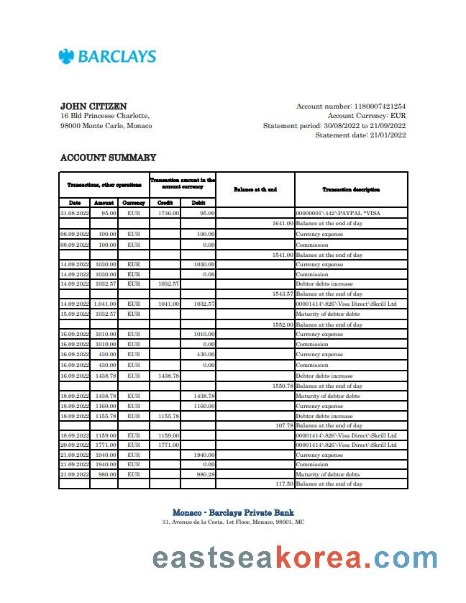 BARCLAYS
JOHN CITIZEN
16 Bld Princesse Charlotte,
98000 Monte Carlo, Monaco
Account number: 1180007421254
Account Currency: EUR
Statement period: 30/08/2022 to 21/09/2022
Statement date: 21/01/2022
ACCOUNT SUMMARY
Transactions, other operations Transaction amount in the account currency Balance at th end Transaction description
Date Amount Currency Credit Debit
31.08.2022 95.00 EUR 1736.00 95.00 00000001\442\PAYPAL *VISA
1641.00 Balance at the end of day
08.09.2022 100.00 EUR 100.00 Currency expense
08.09.2022 100.00 EUR 0.00 Commission
1541.00 Balance at the end of day
14.09.2022 1030.00 EUR 1030.00 Currency expense
14.09.2022 1030.00 EUR 0.00 Commission
14.09.2022 1032.57 EUR 1032.57 Debtor debts increase
1543.57 Balance at the end of day
14.09.2022 1,041.00 EUR 1041.00 1032.57 00001414\826\Visa Direct\Skrill Ltd
15.09.2022 1032.57 EUR Maturity of debtor debts
1552.00 Balance at the end of day
16.09.2022 1010.00 EUR 1010.00 Currency expense
16.09.2022 1010.00 EUR 0.00 Commission
16.09.2022 430.00 EUR 430.00 Currency expense
16.09.2022 430.00 EUR 0.00 Commission
16.09.2022 1438.78 EUR 1438.78 Debtor debts increase
1550.78 Balance at the end of day
18.09.2022 1438.78 EUR 1438.78 Maturity of debtor debts
18.09.2022 1160.00 EUR 1160.00 Currency expense
18.09.2022 1155.78 EUR 1155.78 Debtor debts increase
107.78 Balance at the end of day
18.09.2022 1159.00 EUR 1159.00 00001414\826\Visa Direct\Skrill Ltd
20.09.2022 1771.00 EUR 1771.00 00001414\826\Visa Direct\Skrill Ltd
21.09.2022 1940.00 EUR 1940.00 Currency expense
21.09.2022 1940.00 EUR 0.00 Commission
21.09.2022 980.00 EUR 980.28 Maturity of debtor debts
117.50 Balance at the end of day
Monaco - Barclays Private Bank
31, Avenue de la Costa, 1st Floor, Monaco, 98001, MC
eastseakorea.com